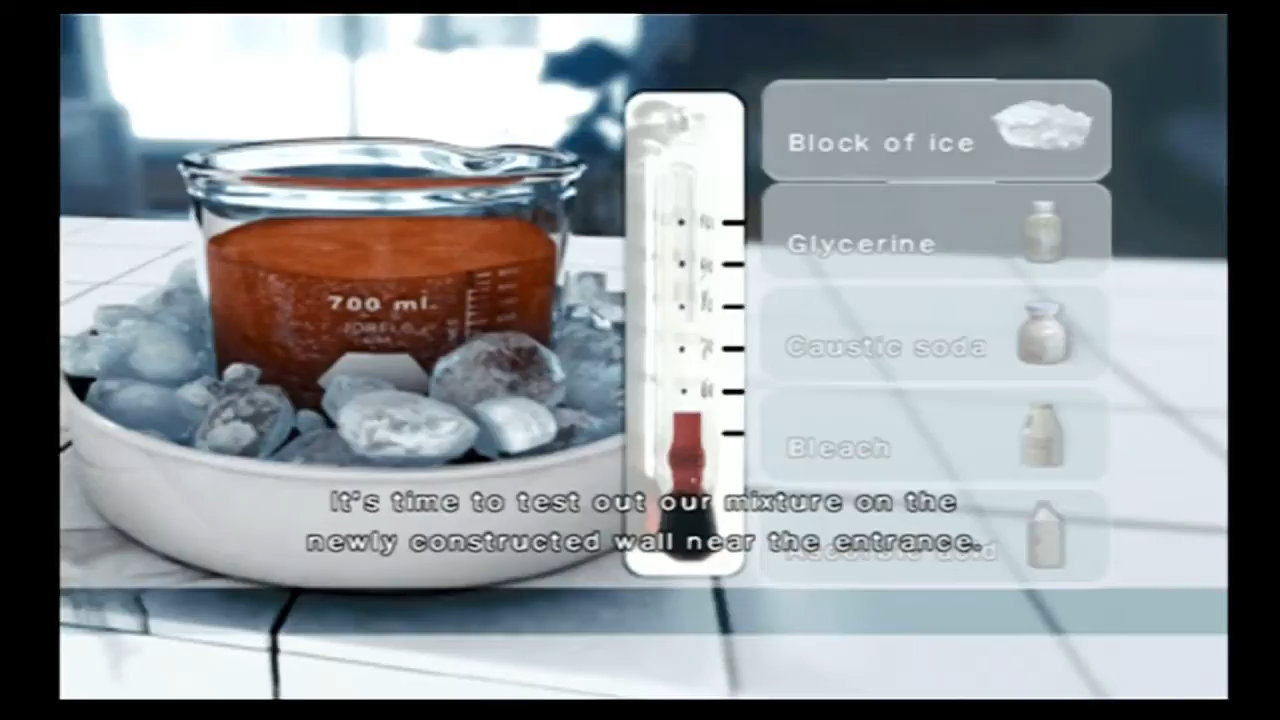 Block of ice
700 ml.
Glycerine
Caustic soda
Bleach
It's time to test out our mixture on the
newly constructed wall near the entrance.